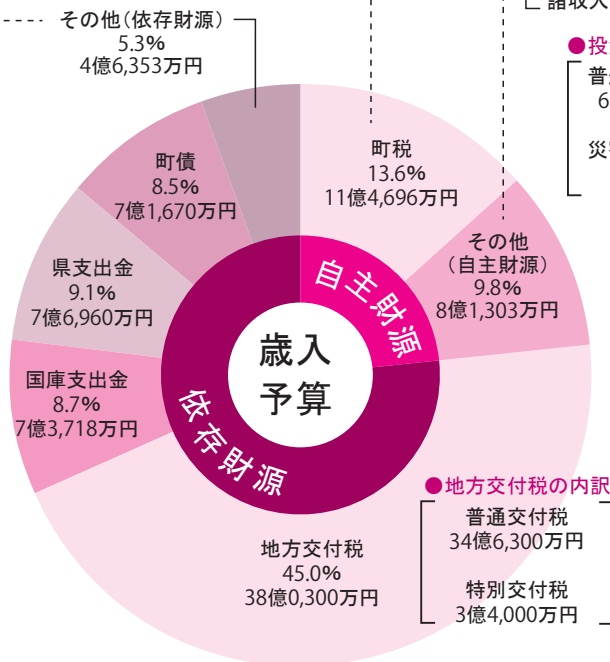 その他（依存財源）
5.3%
4億6,353万円
諸収入
●投
普
6
災害
町税
13.6%
11億4,696万円
その他
（自主財源）
9.8%
8億1,303万円
町債
8.5%
7億1,670万円
県支出金
9.1%
7億6,960万円
国庫支出金
8.7%
7億3,718万円
自主財源
歳入
予算
依存財源
地方交付税
45.0%
38億0,300万円
●地方交付税の内訳
普通交付税
34億6,300万円
特別交付税
3億4,000万円